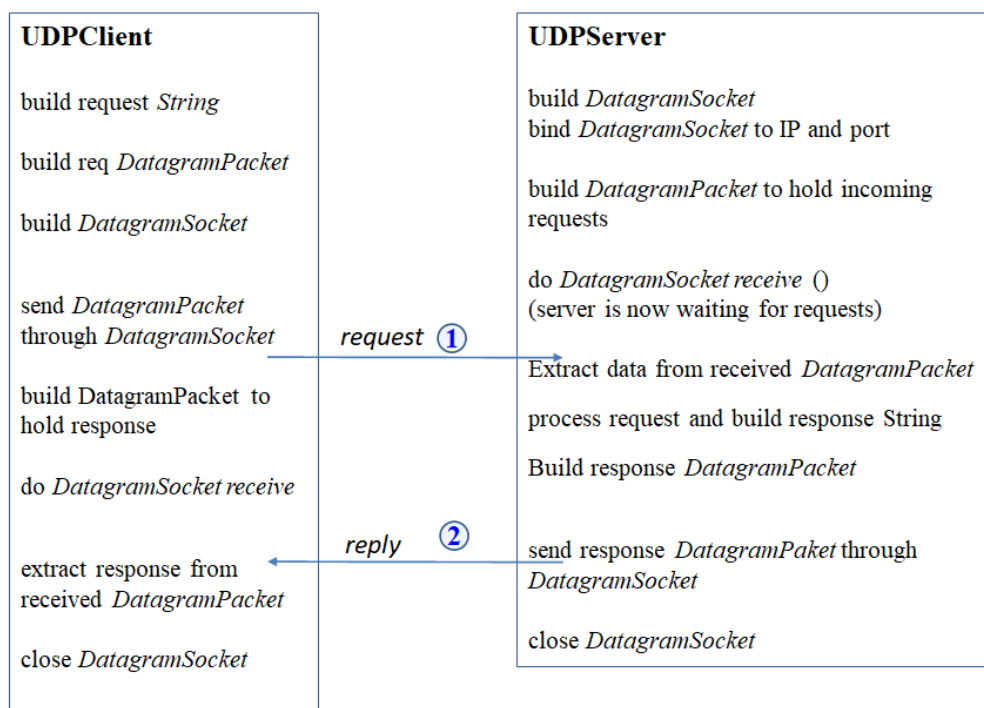 UDPClient
build request String
build req DatagramPacket
build DatagramSocket
send DatagramPacket
through DatagramSocket
build DatagramPacket to
hold response
do DatagramSocket receive
extract response from
received DatagramPacket
close DatagramSocket
request 1
reply 2
UDPServer
build DatagramSocket
bind DatagramSocket to IP and port
build DatagramPacket to hold incoming
requests
do DatagramSocket receive ()
(server is now waiting for requests)
Extract data from received DatagramPacket
process request and build response String
Build response DatagramPacket
send response DatagramPaket through
DatagramSocket
close DatagramSocket